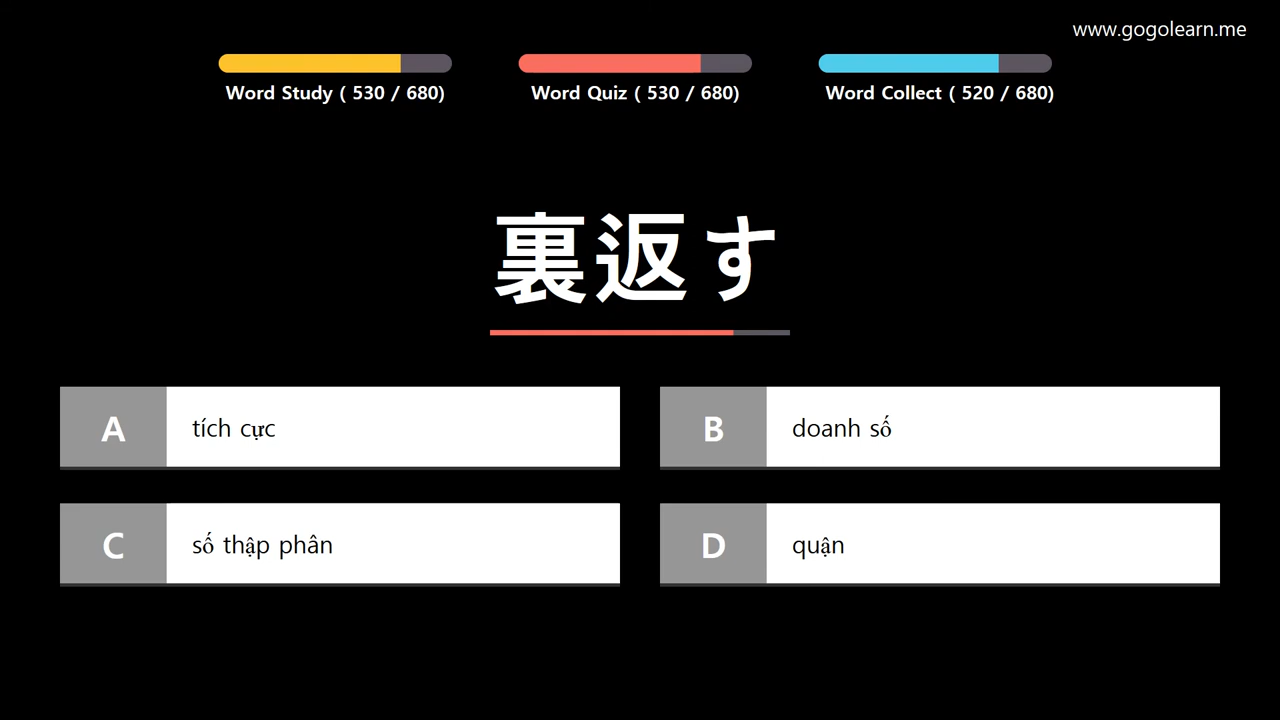 www.gogolearn.me
Word Study ( 530 / 680)
Word Quiz ( 530 / 680)
Word Collect ( 520 / 680)
裏返す
A
tích cực
B
doanh số
C
số thập phân
D
quận